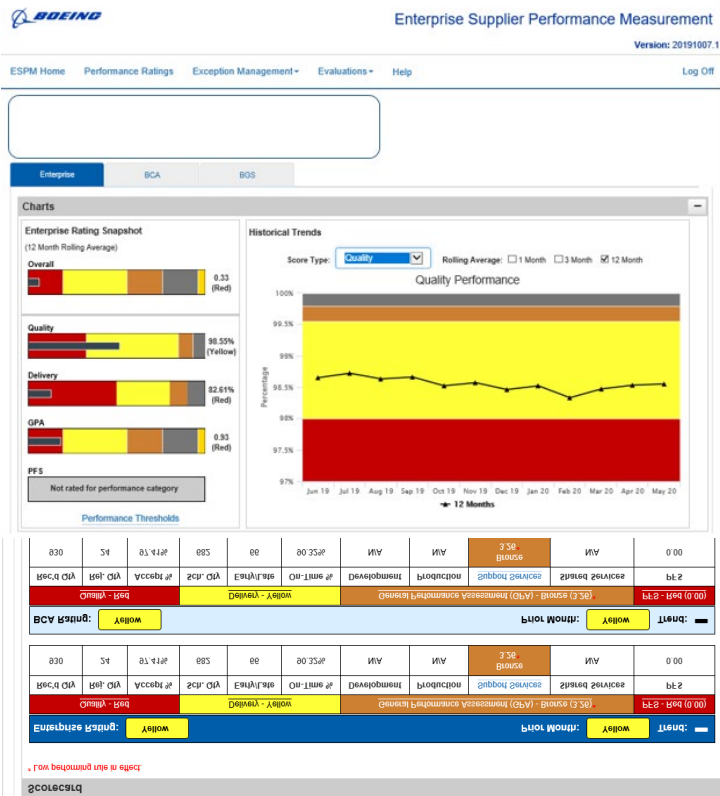 BOEING
Enterprise Supplier Performance Measurement
Version: 20191007.1
ESPM Home Performance Ratings Exception Management Evaluations Help Log Off
Enterprise BCA BGS
Charts
Enterprise Rating Snapshot
(12 Month Rolling Average)
Overall
0.33
(Red)
Quality
98.55%
(Yellow)
Delivery
82.61%
(Red)
GPA
0.93
(Red)
PFS
Not rated for performance category
Performance Thresholds
Historical Trends
Score Type: Quality Rolling Average: 1 Month 3 Month 12 Month
Quality Performance
100%
99.5%
99%
98.5%
98%
97.5%
97%
Percentage
Jun 19 Jul 19 Aug 19 Sep 19 Oct 19 Nov 19 Dec 19 Jan 20 Feb 20 Mar 20 Apr 20 May 20
12 Months
Scorecard
* Low performing rule in effect
Enterprise Rating: Yellow Prior Month: Yellow Trend:
Quality - Red Delivery - Yellow General Performance Assessment (GPA) - Bronze (3.26)* PFS - Red (0.00)
Rec'd Qty Rej. Qty Accept % Sch. Qty Early/Late On-Time % Development Production Support Services Shared Services PFS
930 24 97.41% 682 66 90.32% N/A N/A 3.26* Bronze N/A 0.00
BCA Rating: Yellow Prior Month: Yellow Trend:
Quality - Red Delivery - Yellow General Performance Assessment (GPA) - Bronze (3.26)* PFS - Red (0.00)
Rec'd Qty Rej. Qty Accept % Sch. Qty Early/Late On-Time % Development Production Support Services Shared Services PFS
930 24 97.41% 682 66 90.32% N/A N/A 3.26* Bronze N/A 0.00